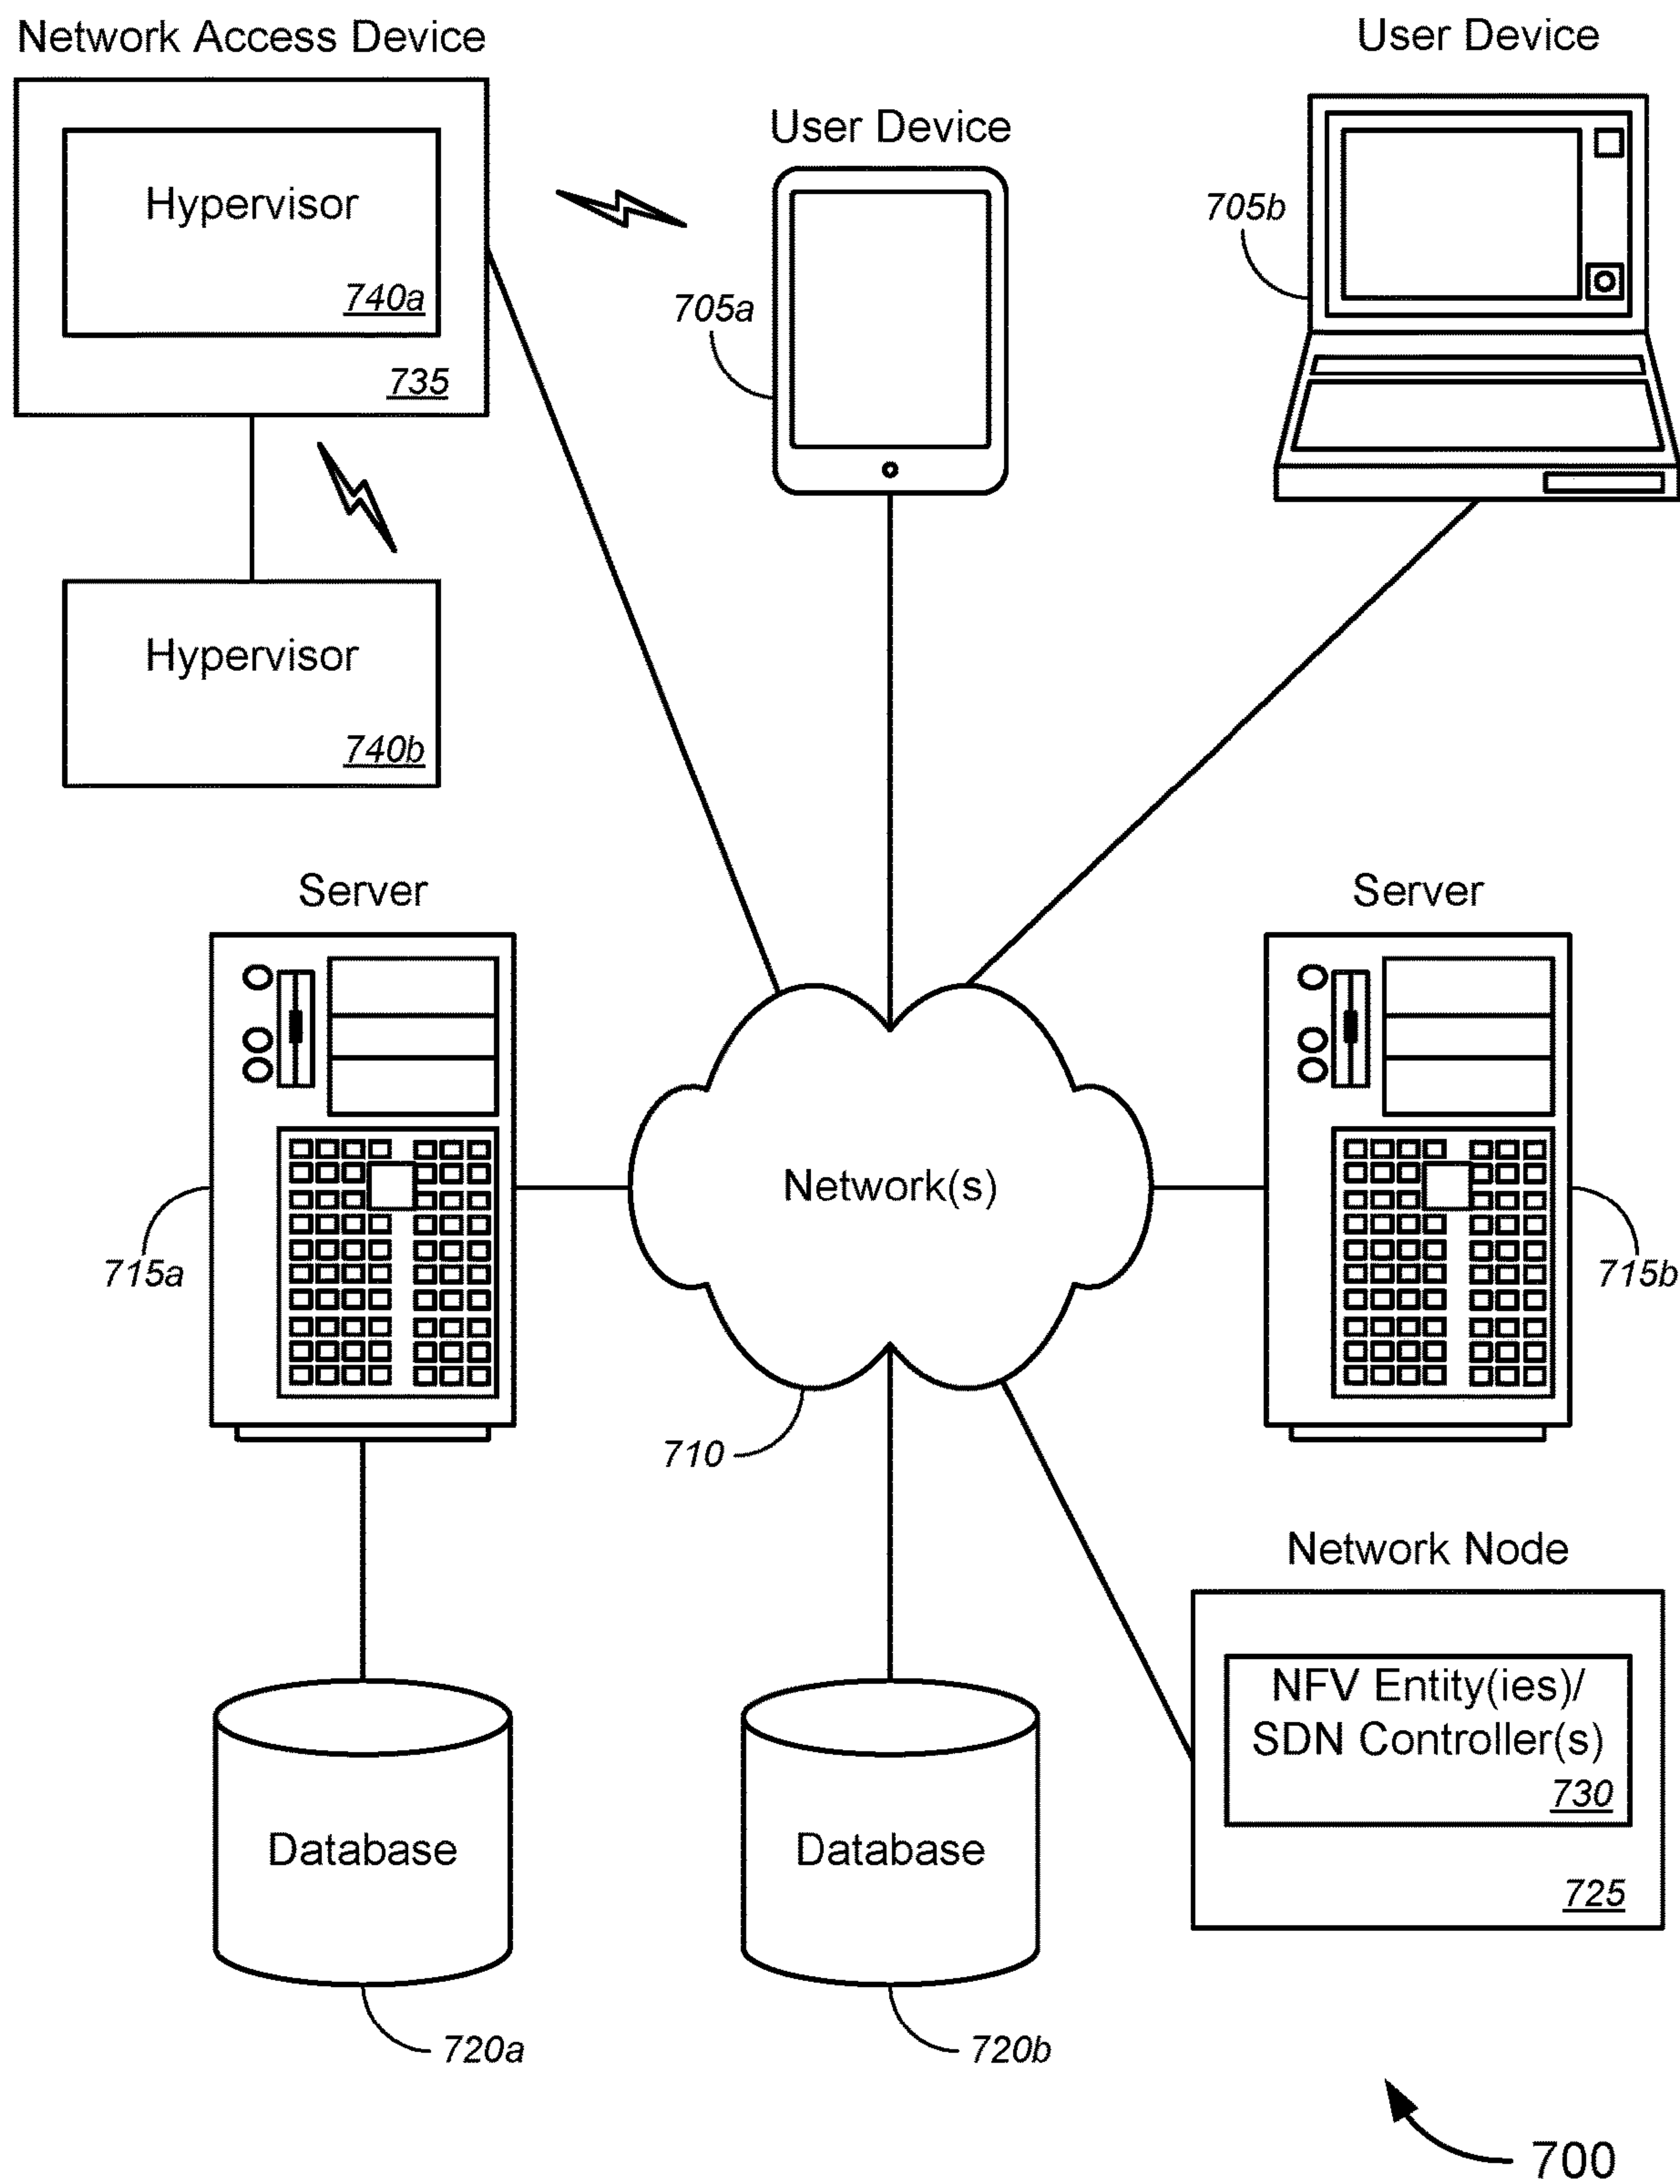 Network Access Device
User Device
User Device
Hypervisor
740a
735
705a
705b
Hypervisor
740b
Server
Server
Network(s)
715a
715b
710
Network Node
NFV Entity(ies)/
SDN Controller(s)
730
725
Database
Database
720a
720b
700